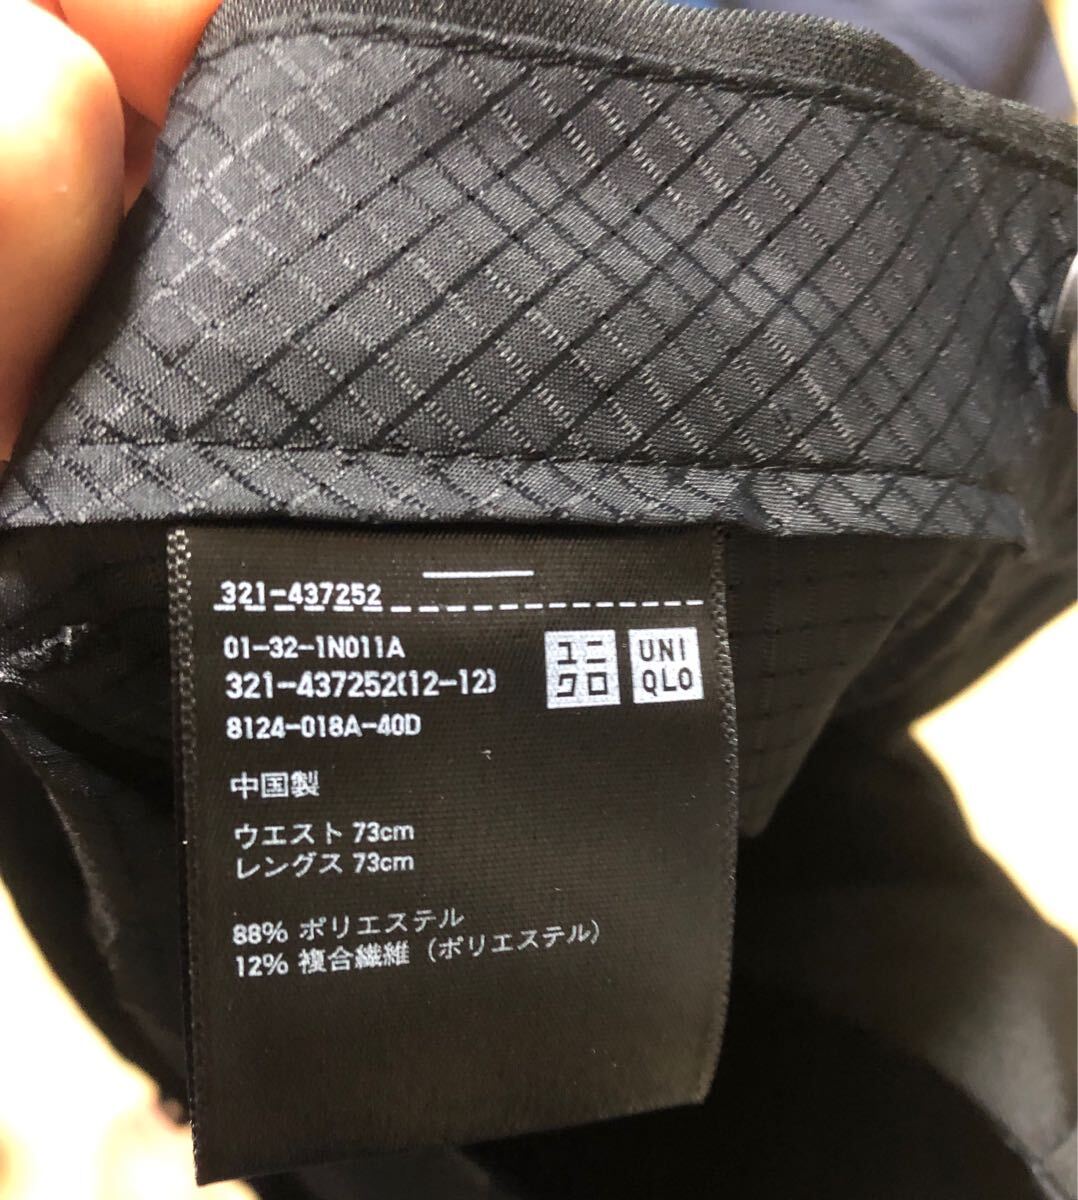 321-437252
01-32-1N011A
321-437252(12-12)
8124-018A-40D
ユニ
クロ
UNI
QLO
中国製
ウエスト 73cm
レングス 73cm
88% ポリエステル
12% 複合繊維 (ポリエステル)